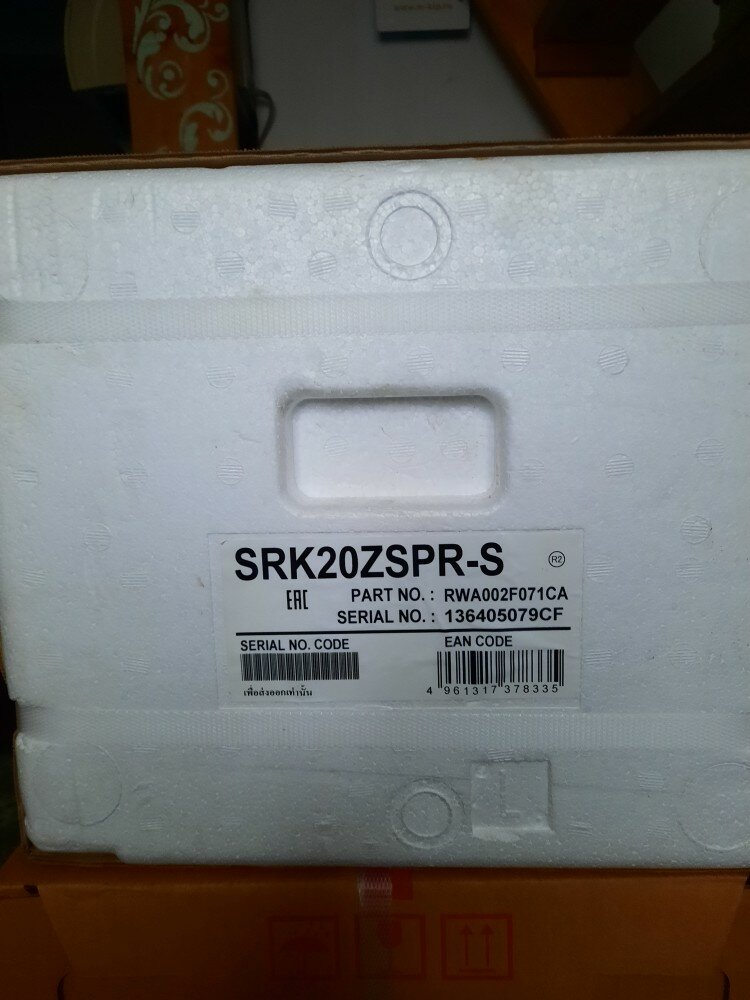 SRK20ZSPR-S
R2
EAC
PART NO. : RWA002F071CA
SERIAL NO. : 136405079CF
SERIAL NO. CODE
EAN CODE
เพื่อส่งออกเท่านั้น
4 961317 378335